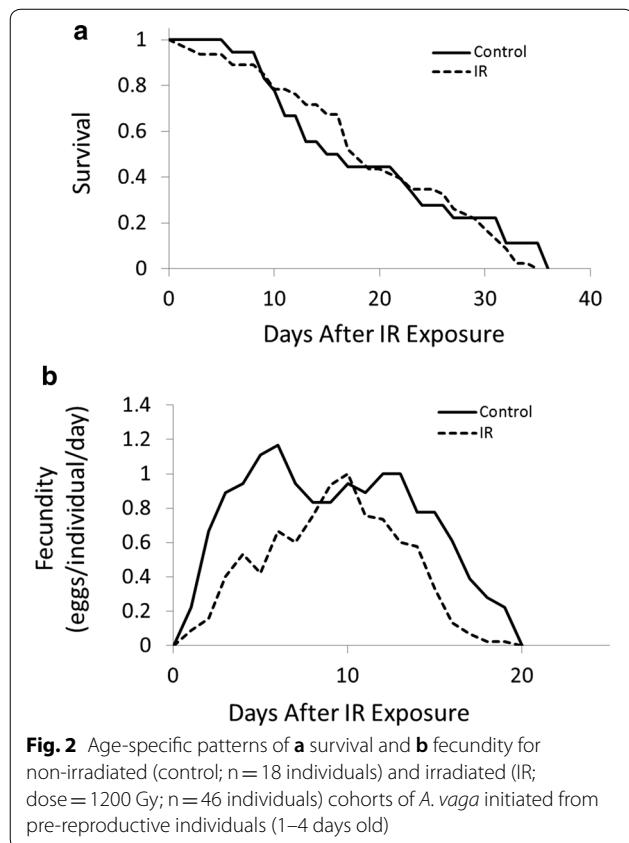 a
1
0.8
0.6
0.4
0.2
0
Survival
Control
IR
0 10 20 30 40
Days After IR Exposure
b
1.4
1.2
1
0.8
0.6
0.4
0.2
0
Fecundity
(eggs/individual/day)
Control
IR
0 10 20
Days After IR Exposure
Fig. 2 Age-specific patterns of a survival and b fecundity for
non-irradiated (control; n = 18 individuals) and irradiated (IR;
dose = 1200 Gy; n = 46 individuals) cohorts of A. vaga initiated from
pre-reproductive individuals (1–4 days old)